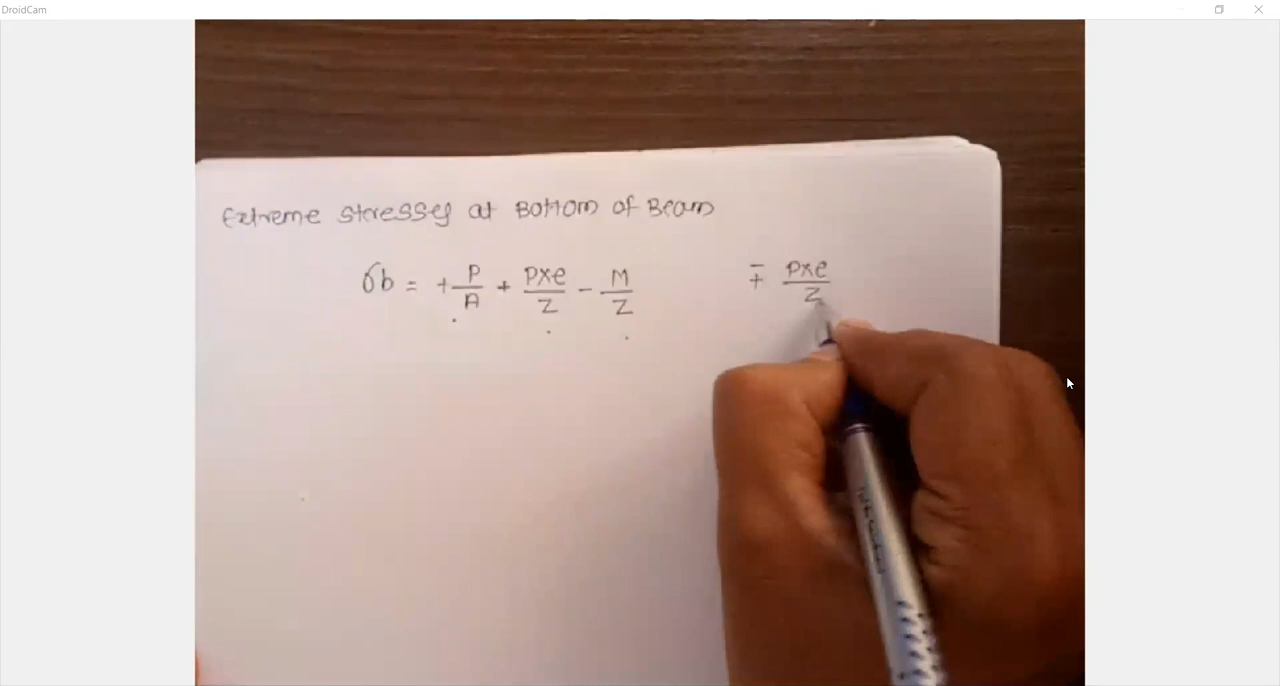 DroidCam
Extreme stresses at Bottom of Beam
σb = + P/A + P×e/Z − M/Z
∓ P×e/Z